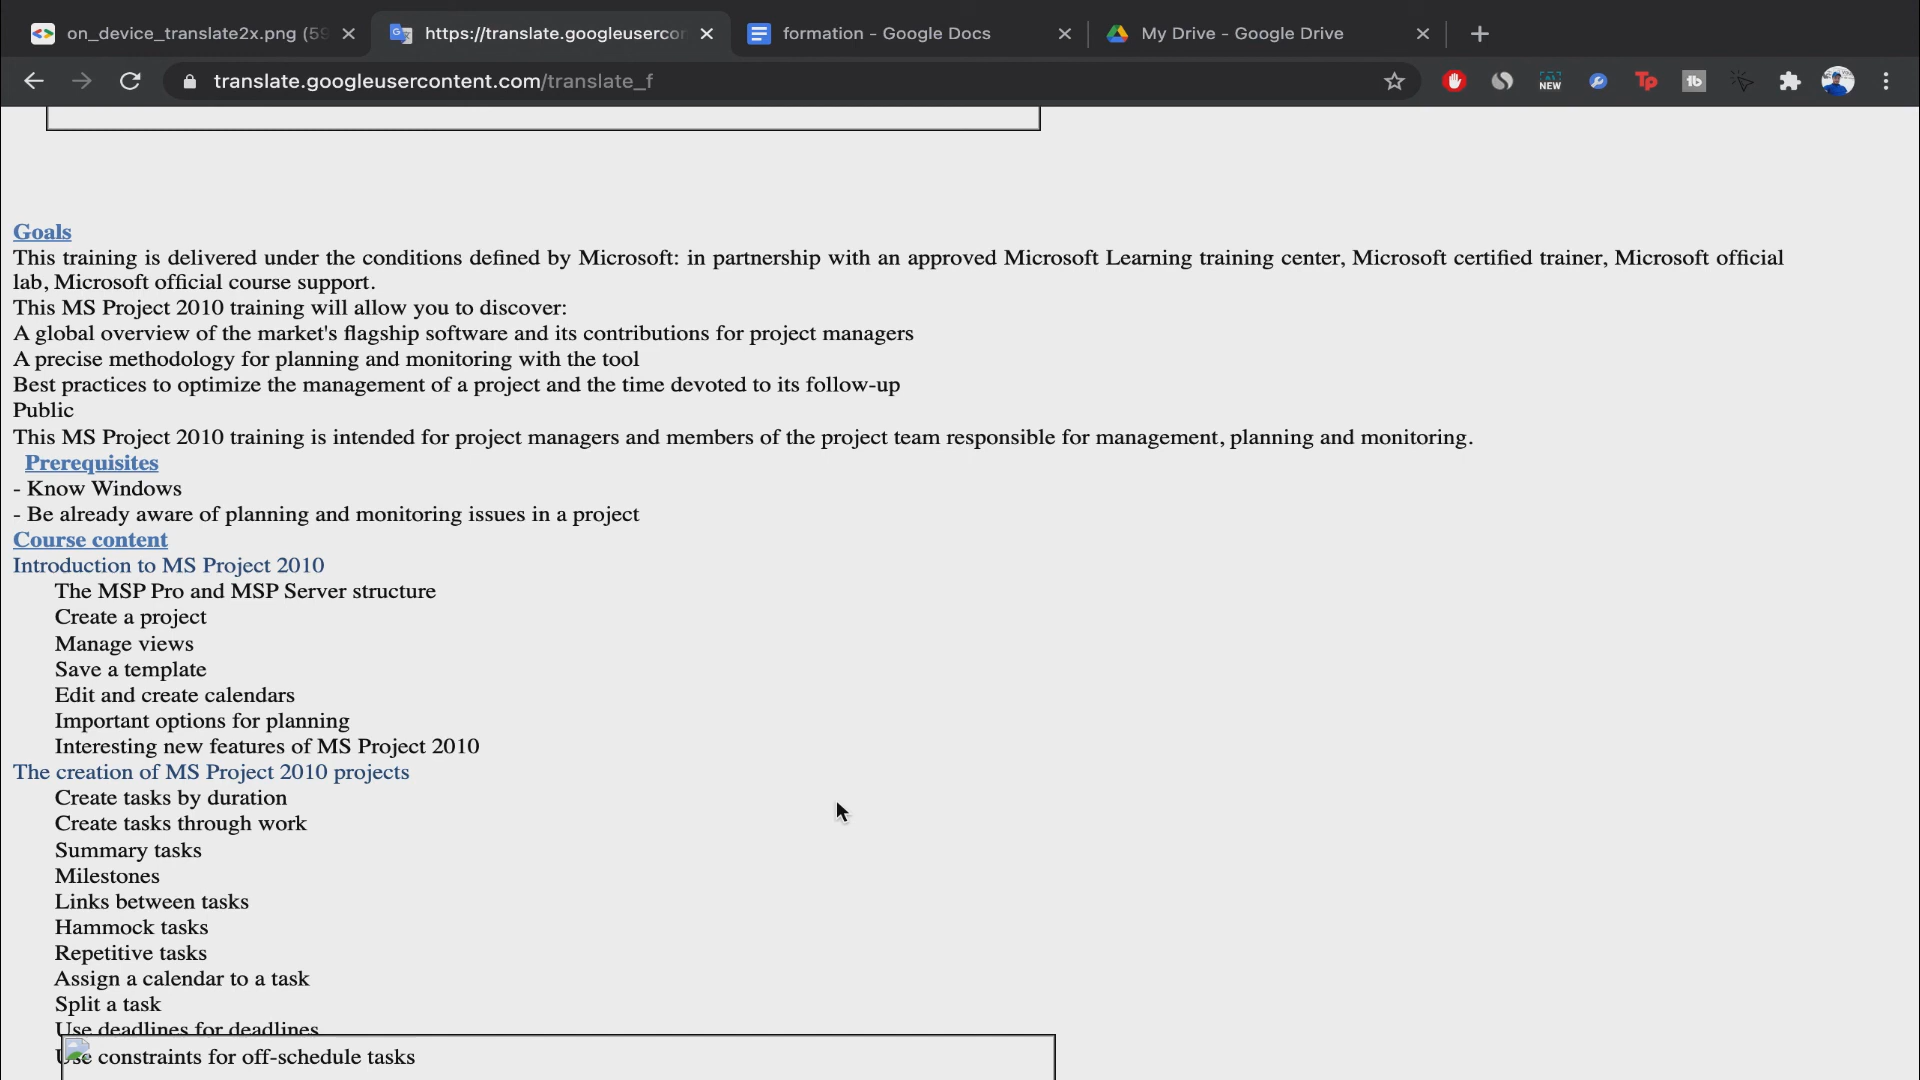 on_device_translate2x.png (59
https://translate.googleuserco
formation - Google Docs
My Drive - Google Drive
translate.googleusercontent.com/translate_f
NEW
Tp
tb
Goals
This training is delivered under the conditions defined by Microsoft: in partnership with an approved Microsoft Learning training center, Microsoft certified trainer, Microsoft official
lab, Microsoft official course support.
This MS Project 2010 training will allow you to discover:
A global overview of the market's flagship software and its contributions for project managers
A precise methodology for planning and monitoring with the tool
Best practices to optimize the management of a project and the time devoted to its follow-up
Public
This MS Project 2010 training is intended for project managers and members of the project team responsible for management, planning and monitoring.
Prerequisites
- Know Windows
- Be already aware of planning and monitoring issues in a project
Course content
Introduction to MS Project 2010
The MSP Pro and MSP Server structure
Create a project
Manage views
Save a template
Edit and create calendars
Important options for planning
Interesting new features of MS Project 2010
The creation of MS Project 2010 projects
Create tasks by duration
Create tasks through work
Summary tasks
Milestones
Links between tasks
Hammock tasks
Repetitive tasks
Assign a calendar to a task
Split a task
Use deadlines for deadlines
Use constraints for off-schedule tasks